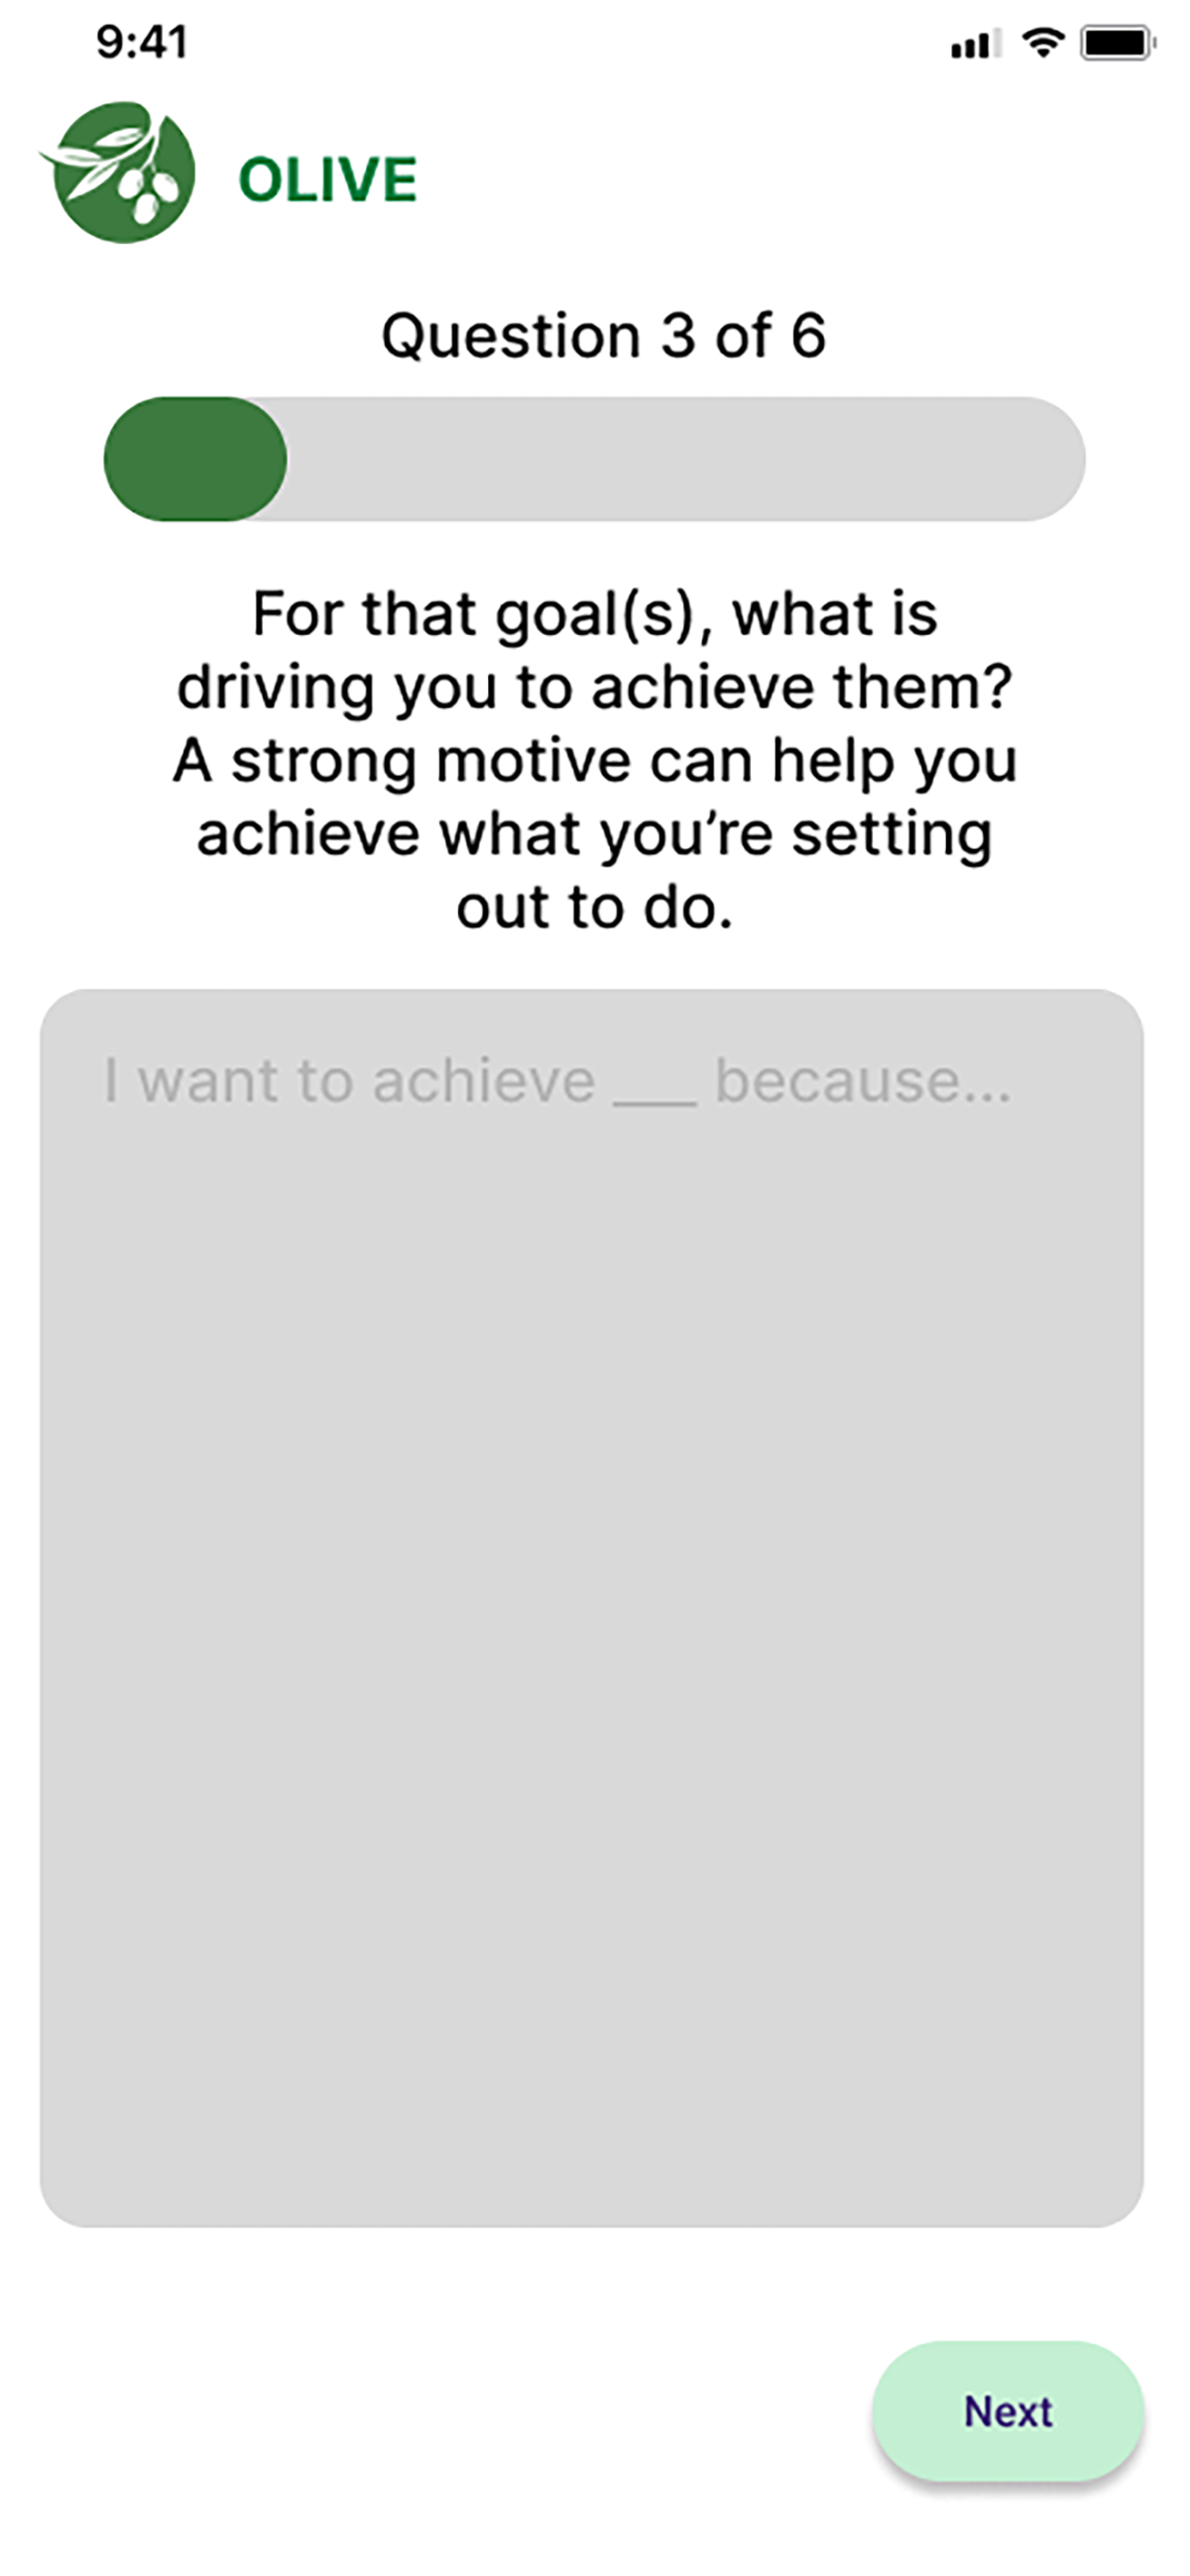 9:41
OLIVE
Question 3 of 6
For that goal(s), what is
driving you to achieve them?
A strong motive can help you
achieve what you’re setting
out to do.
I want to achieve ___ because...
Next